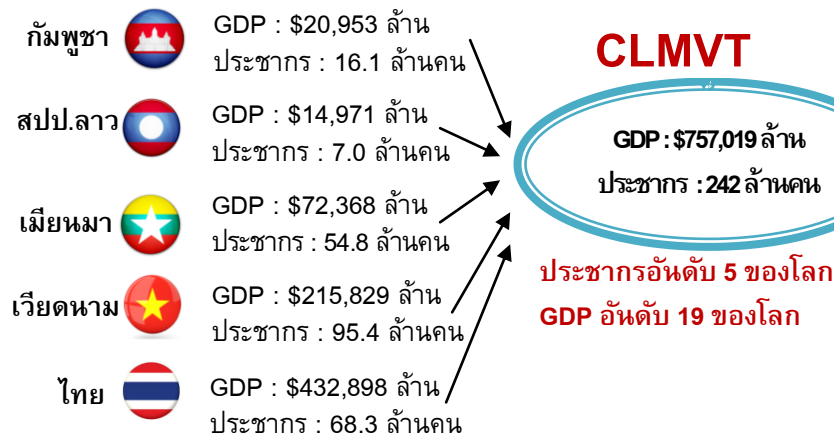 กัมพูชา
GDP : $20,953 ล้าน
ประชากร : 16.1 ล้านคน
สปป.ลาว
GDP : $14,971 ล้าน
ประชากร : 7.0 ล้านคน
เมียนมา
GDP : $72,368 ล้าน
ประชากร : 54.8 ล้านคน
เวียดนาม
GDP : $215,829 ล้าน
ประชากร : 95.4 ล้านคน
ไทย
GDP : $432,898 ล้าน
ประชากร : 68.3 ล้านคน
CLMVT
GDP : $757,019 ล้าน
ประชากร : 242 ล้านคน
ประชากรอันดับ 5 ของโลก
GDP อันดับ 19 ของโลก